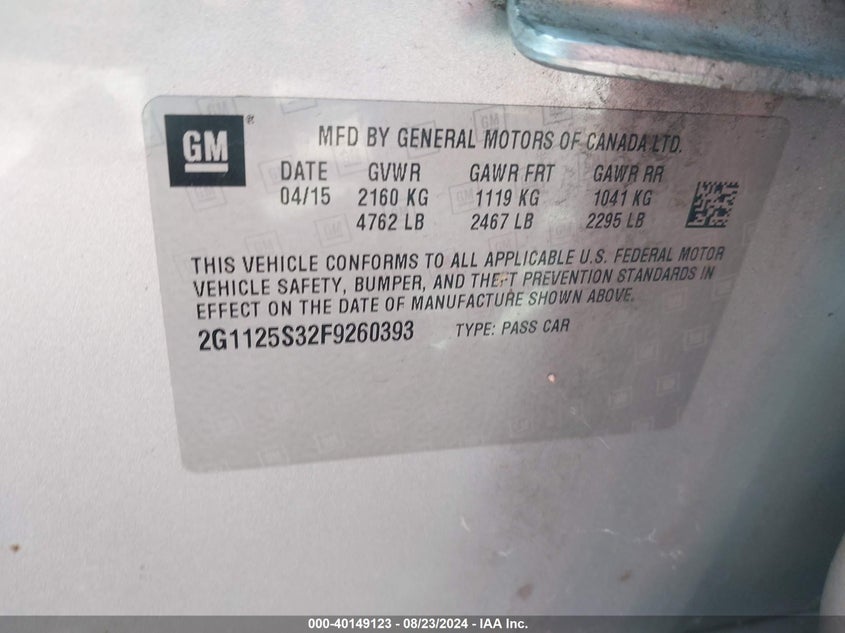 GM®
MFD BY GENERAL MOTORS OF CANADA LTD.
DATE GVWR GAWR FRT GAWR RR
04/15 2160 KG 1119 KG 1041 KG
4762 LB 2467 LB 2295 LB
THIS VEHICLE CONFORMS TO ALL APPLICABLE U.S. FEDERAL MOTOR
VEHICLE SAFETY, BUMPER, AND THEFT PREVENTION STANDARDS IN
EFFECT ON THE DATE OF MANUFACTURE SHOWN ABOVE.
2G1125S32F9260393 TYPE: PASS CAR
000-40149123 - 08/23/2024 - IAA Inc.